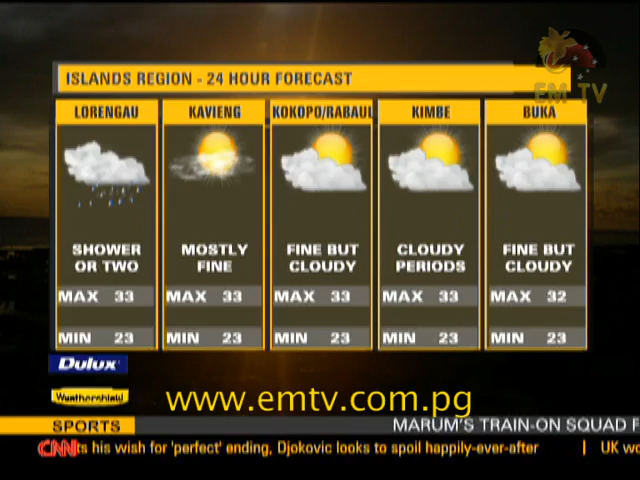 ISLANDS REGION - 24 HOUR FORECAST
EM TV
LORENGAU
KAVIENG
KOKOPO/RABAUL
KIMBE
BUKA
SHOWER
OR TWO
MOSTLY
FINE
FINE BUT
CLOUDY
CLOUDY
PERIODS
FINE BUT
CLOUDY
MAX 33
MAX 33
MAX 33
MAX 33
MAX 32
MIN 23
MIN 23
MIN 23
MIN 23
MIN 23
Dulux
Weathershield
www.emtv.com.pg
SPORTS
MARUM'S TRAIN-ON SQUAD F
CNN ts his wish for 'perfect' ending, Djokovic looks to spoil happily-ever-after | UK wo